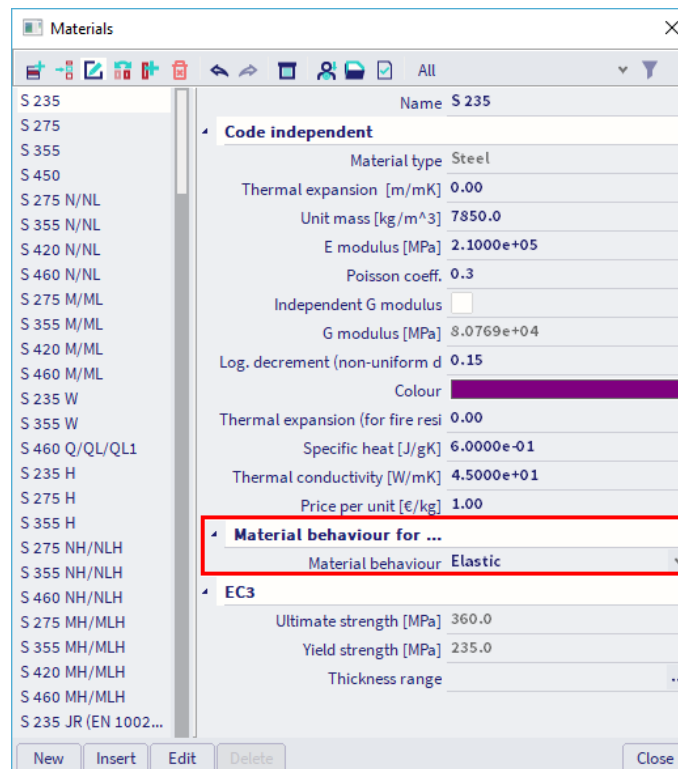 Materials
All
S 235
S 275
S 355
S 450
S 275 N/NL
S 355 N/NL
S 420 N/NL
S 460 N/NL
S 275 M/ML
S 355 M/ML
S 420 M/ML
S 460 M/ML
S 235 W
S 355 W
S 460 Q/QL/QL1
S 235 H
S 275 H
S 355 H
S 275 NH/NLH
S 355 NH/NLH
S 460 NH/NLH
S 275 MH/MLH
S 355 MH/MLH
S 420 MH/MLH
S 460 MH/MLH
S 235 JR (EN 1002...
Name S 235
Code independent
Material type Steel
Thermal expansion [m/mK] 0.00
Unit mass [kg/m^3] 7850.0
E modulus [MPa] 2.1000e+05
Poisson coeff. 0.3
Independent G modulus
G modulus [MPa] 8.0769e+04
Log. decrement (non-uniform d 0.15
Colour
Thermal expansion (for fire resi 0.00
Specific heat [J/gK] 6.0000e-01
Thermal conductivity [W/mK] 4.5000e+01
Price per unit [€/kg] 1.00
Material behaviour for ...
Material behaviour Elastic
EC3
Ultimate strength [MPa] 360.0
Yield strength [MPa] 235.0
Thickness range
New Insert Edit Delete Close